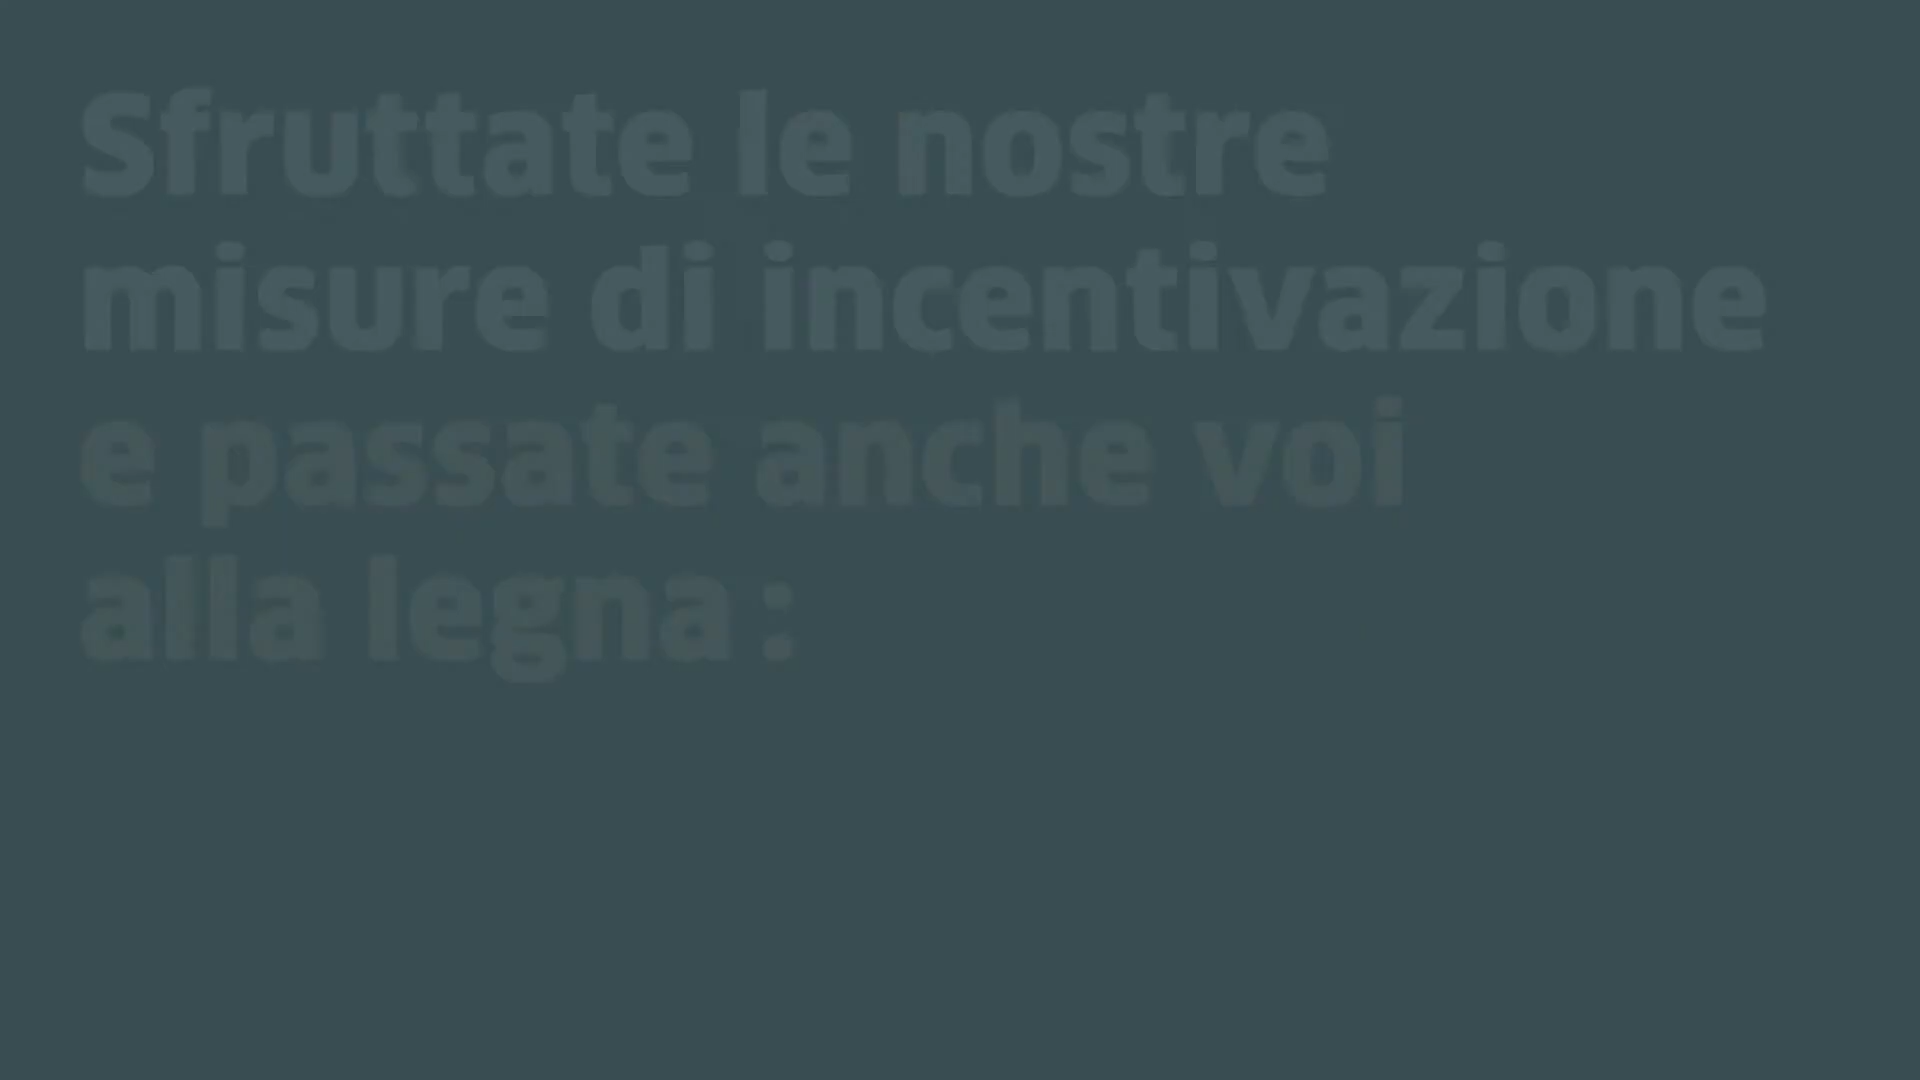 Sfruttate le nostre
misure di incentivazione
e passate anche voi
alla legna :